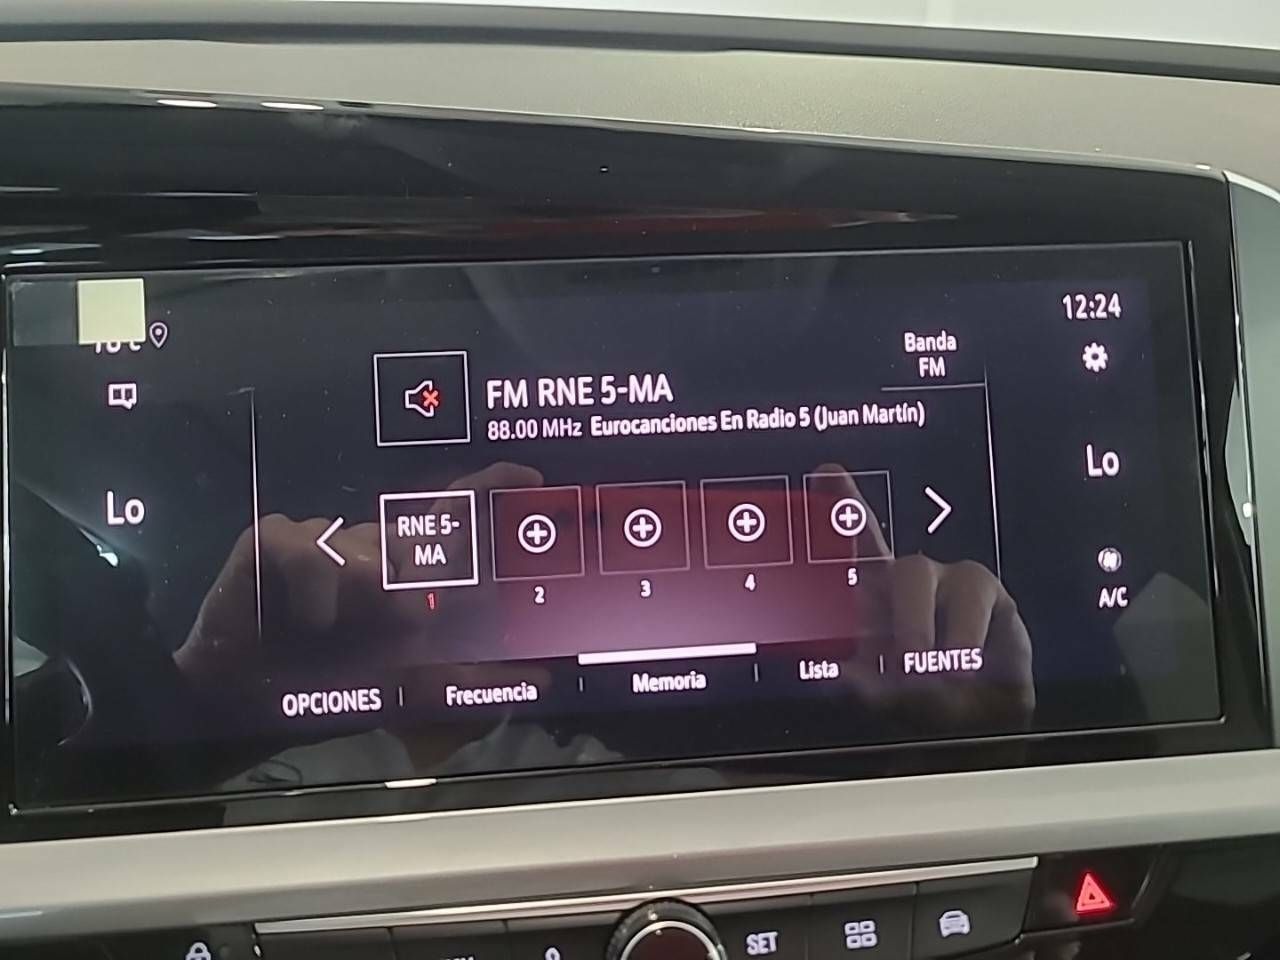 12:24
Banda
FM
FM RNE 5-MA
88.00 MHz Eurocanciones En Radio 5 (Juan Martín)
Lo
Lo
RNE 5-
MA
1
2
3
4
5
A/C
OPCIONES
Frecuencia
Memoria
Lista
FUENTES
SET